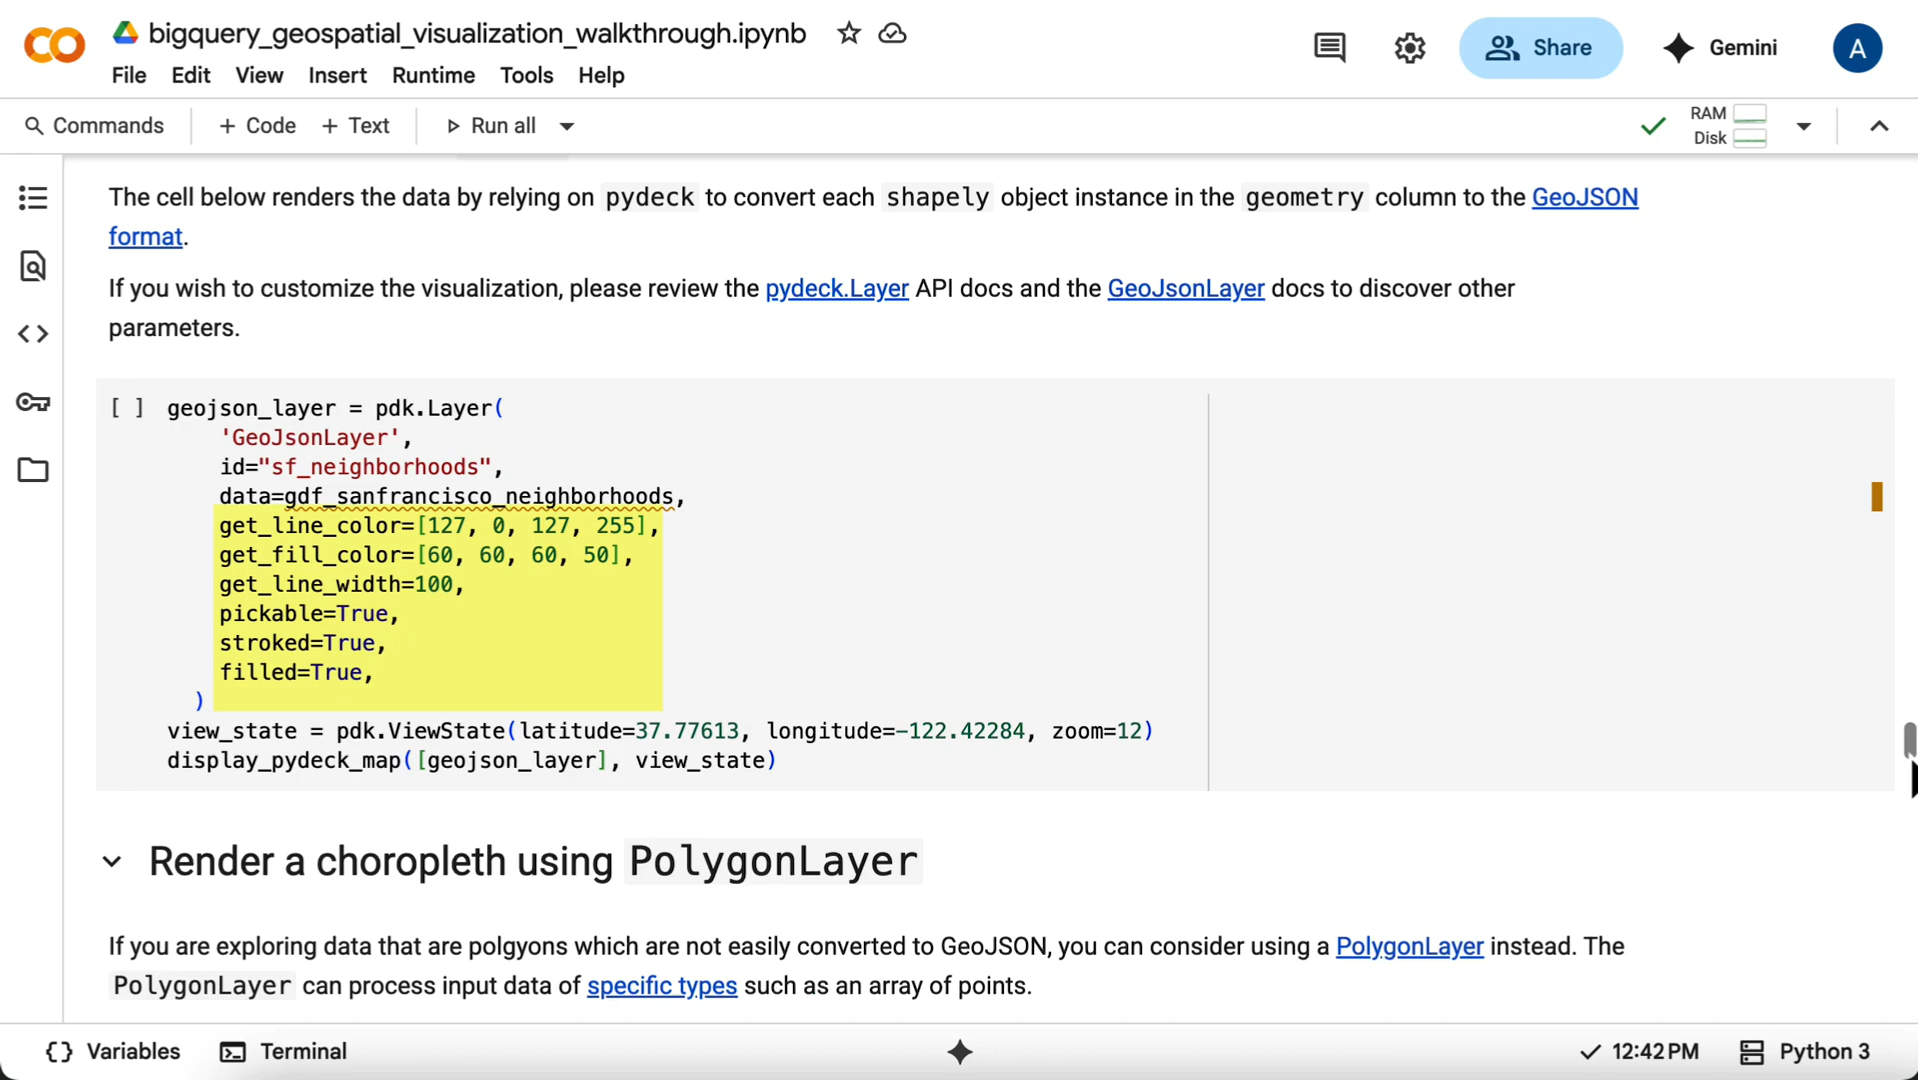 bigquery_geospatial_visualization_walkthrough.ipynb
File Edit View Insert Runtime Tools Help
Share
Gemini
A
Commands
+ Code + Text
Run all
RAM
Disk
The cell below renders the data by relying on pydeck to convert each shapely object instance in the geometry column to the GeoJSON
format.
If you wish to customize the visualization, please review the pydeck.Layer API docs and the GeoJsonLayer docs to discover other
parameters.
[ ] geojson_layer = pdk.Layer(
'GeoJsonLayer',
id="sf_neighborhoods",
data=gdf_sanfrancisco_neighborhoods,
get_line_color=[127, 0, 127, 255],
get_fill_color=[60, 60, 60, 50],
get_line_width=100,
pickable=True,
stroked=True,
filled=True,
)
view_state = pdk.ViewState(latitude=37.77613, longitude=-122.42284, zoom=12)
display_pydeck_map([geojson_layer], view_state)
Render a choropleth using PolygonLayer
If you are exploring data that are polgyons which are not easily converted to GeoJSON, you can consider using a PolygonLayer instead. The
PolygonLayer can process input data of specific types such as an array of points.
{} Variables
Terminal
12:42 PM
Python 3